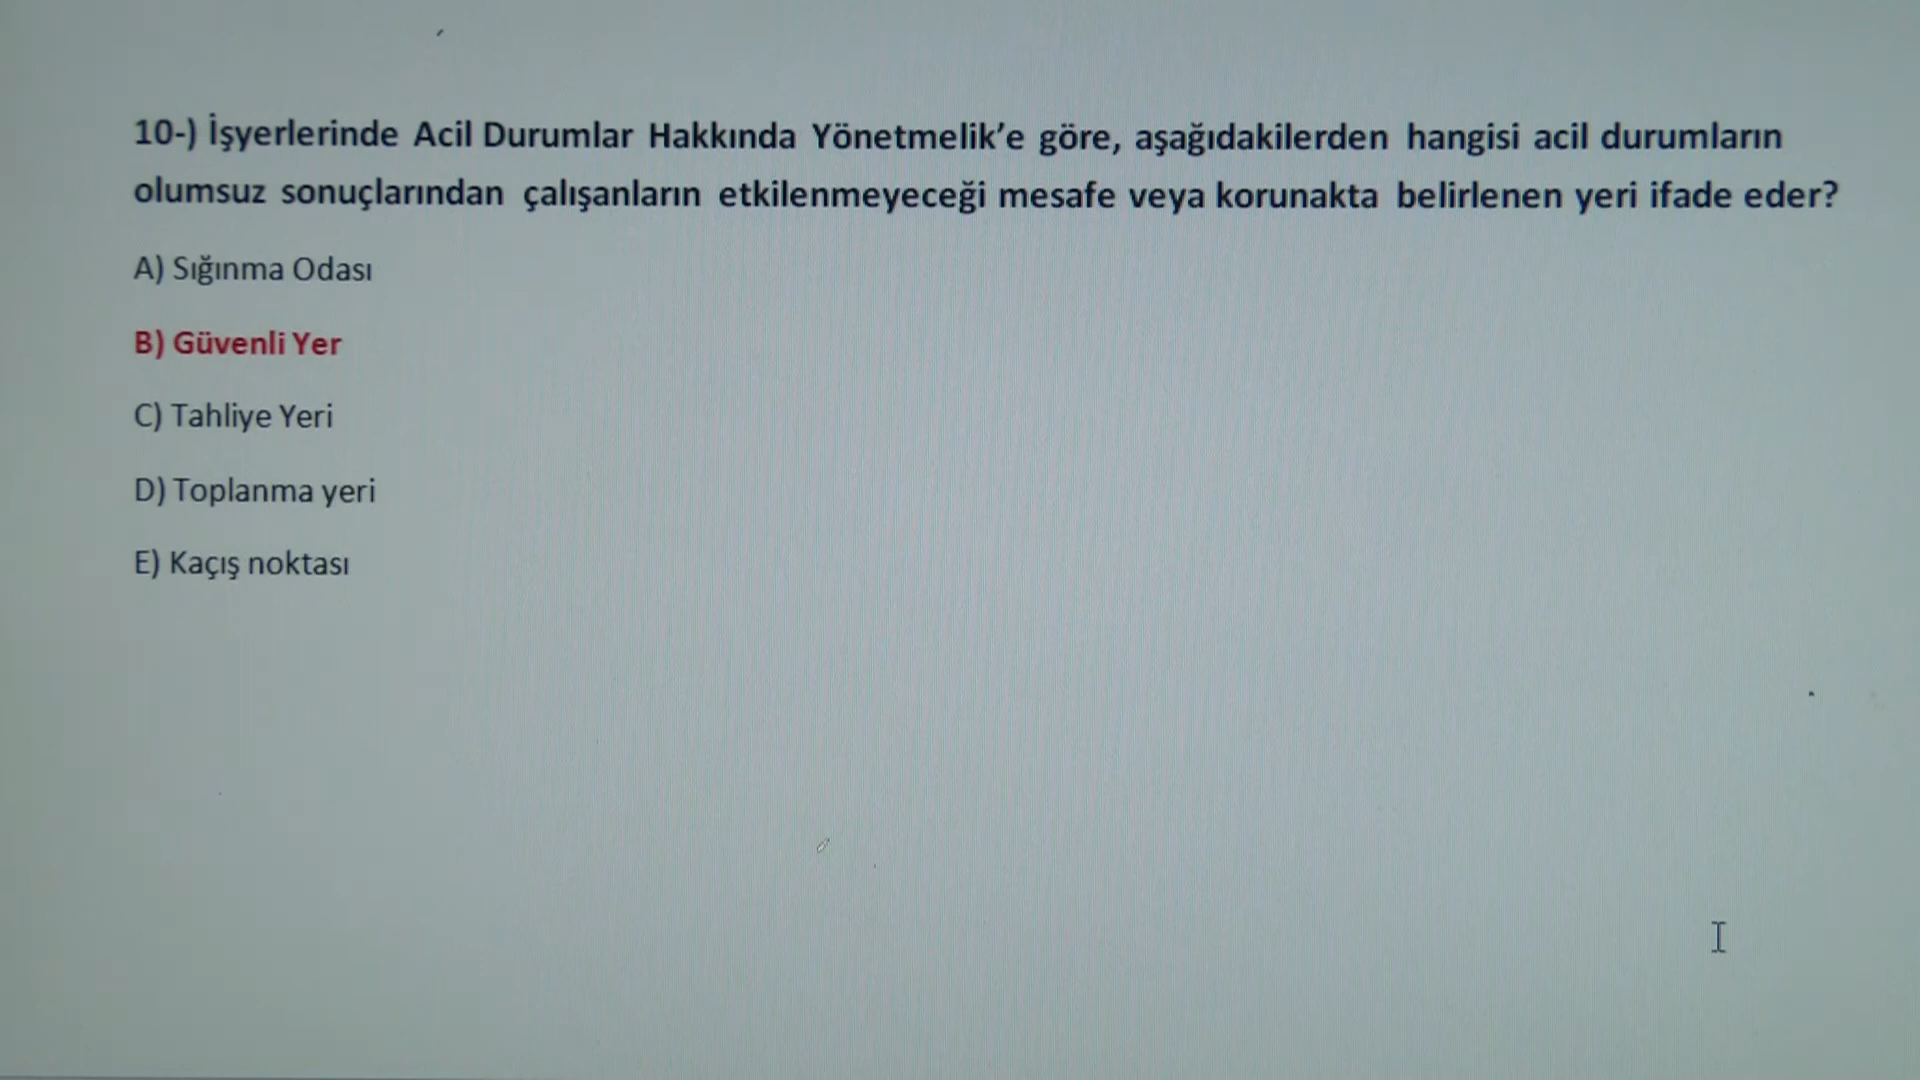 10-) İşyerlerinde Acil Durumlar Hakkında Yönetmelik’e göre, aşağıdakilerden hangisi acil durumların
olumsuz sonuçlarından çalışanların etkilenmeyeceği mesafe veya korunakta belirlenen yeri ifade eder?
A) Sığınma Odası
B) Güvenli Yer
C) Tahliye Yeri
D) Toplanma yeri
E) Kaçış noktası